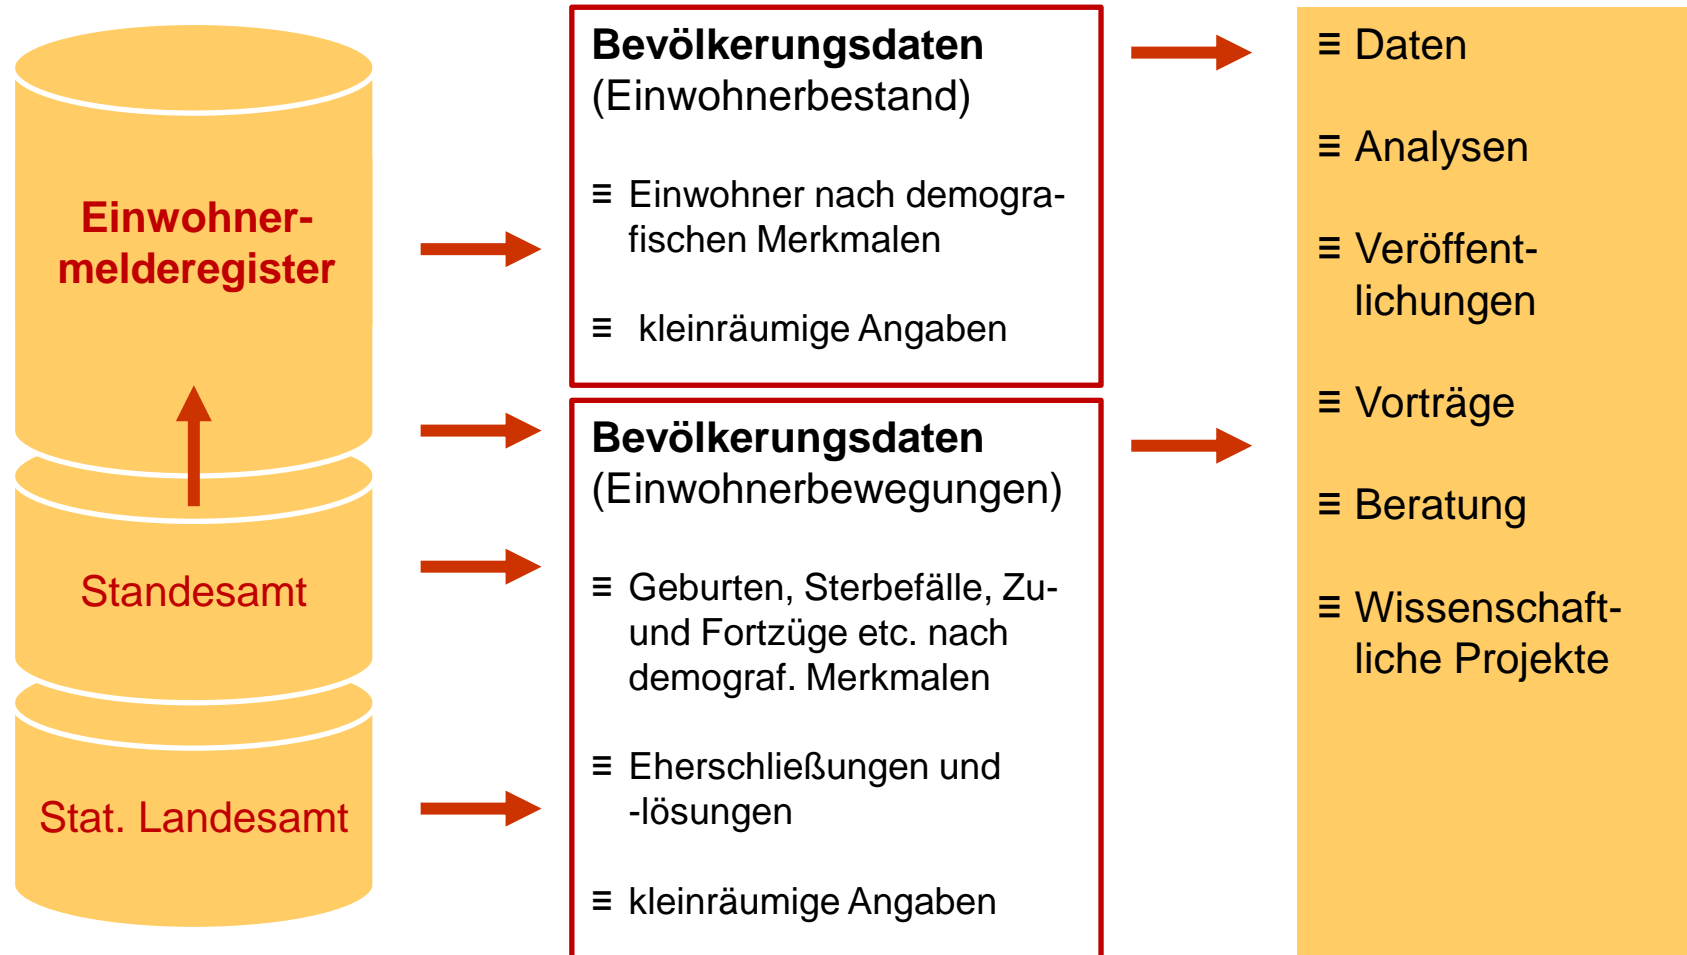 Einwohner-
melderegister
Standesamt
Stat. Landesamt
Bevölkerungsdaten
(Einwohnerbestand)
≡ Einwohner nach demogra-
fischen Merkmalen
≡ kleinräumige Angaben
Bevölkerungsdaten
(Einwohnerbewegungen)
≡ Geburten, Sterbefälle, Zu-
und Fortzüge etc. nach
demograf. Merkmalen
≡ Eherschließungen und
-lösungen
≡ kleinräumige Angaben
≡ Daten
≡ Analysen
≡ Veröffent-
lichungen
≡ Vorträge
≡ Beratung
≡ Wissenschaft-
liche Projekte